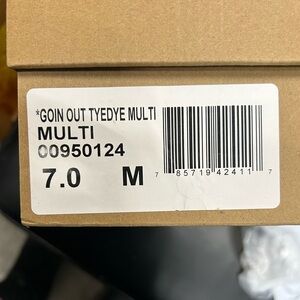 *GOIN OUT TYEDYE MULTI
MULTI
00950124
7.0 M
7 85719 42411 7